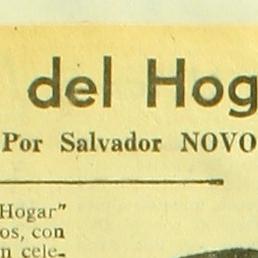 del Hog
Por Salvador NOVO
Hogar"
os, con
n cele-